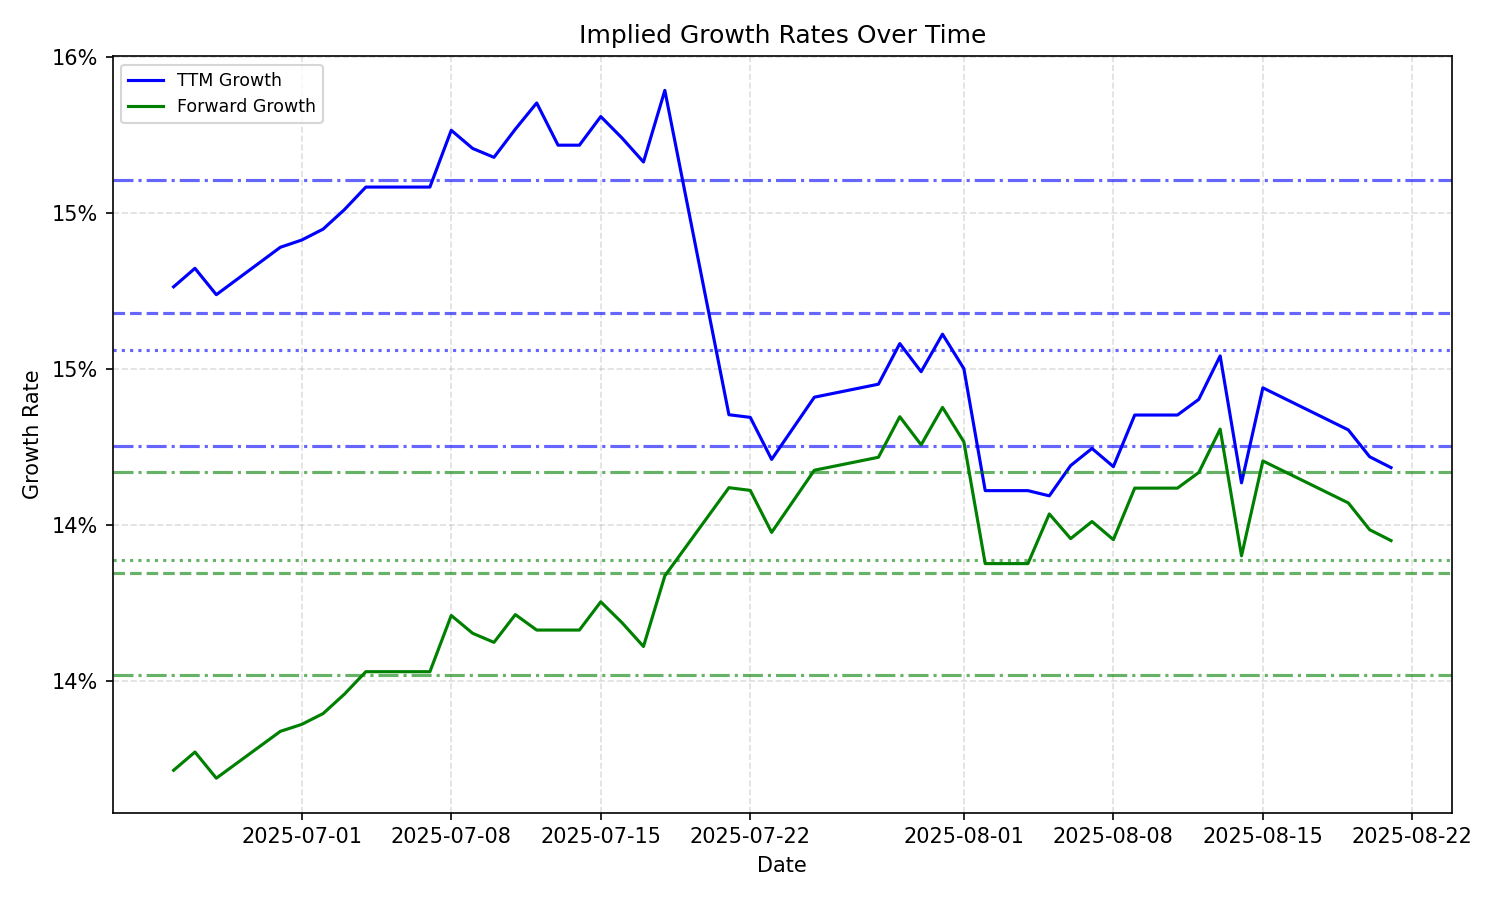 Implied Growth Rates Over Time
TTM Growth
Forward Growth
16%
15%
15%
14%
14%
Growth Rate
2025-07-01
2025-07-08
2025-07-15
2025-07-22
2025-08-01
2025-08-08
2025-08-15
2025-08-22
Date